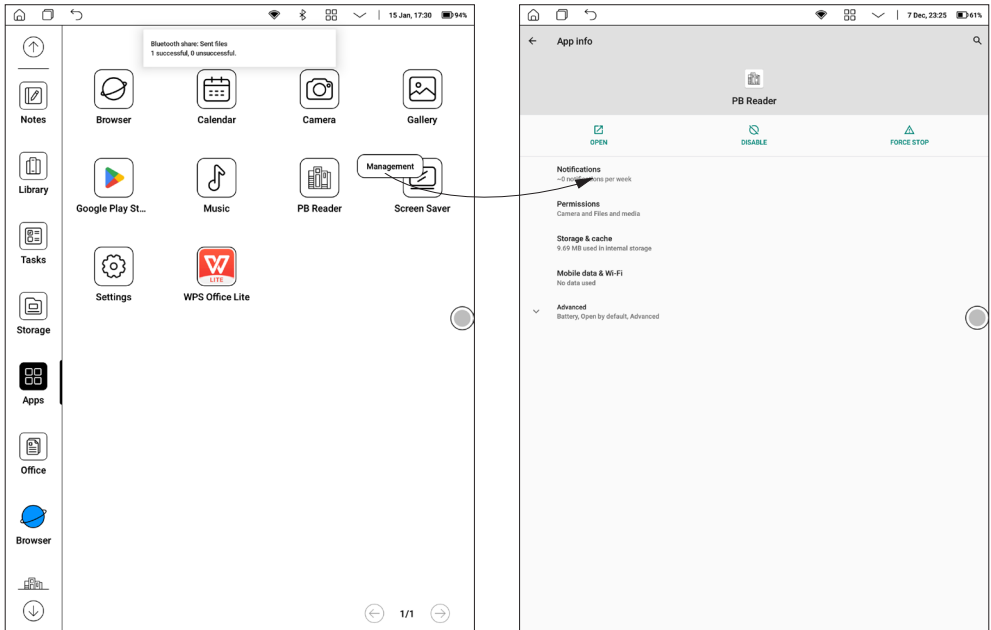 15 Jan, 17:30 94%
Bluetooth share: Sent files
1 successful, 0 unsuccessful.
Notes
Browser
Calendar
Camera
Gallery
Library
Management
Google Play St...
Music
PB Reader
Screen Saver
Tasks
Settings
LITE
WPS Office Lite
Storage
Apps
Office
Browser
1/1
7 Dec, 23:25 61%
App info
PB Reader
OPEN
DISABLE
FORCE STOP
Notifications
~0 notifications per week
Permissions
Camera and Files and media
Storage & cache
9.69 MB used in internal storage
Mobile data & Wi-Fi
No data used
Advanced
Battery, Open by default, Advanced